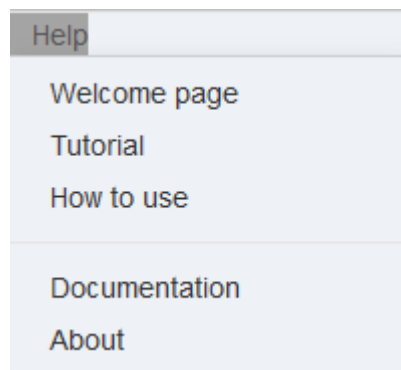 Help
Welcome page
Tutorial
How to use
Documentation
About